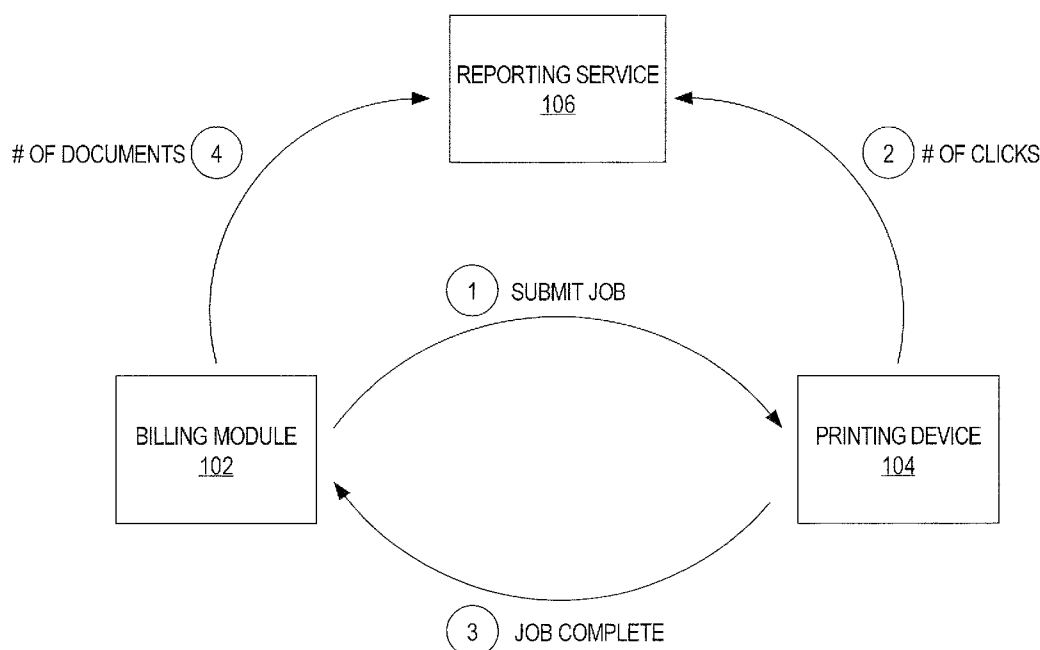 REPORTING SERVICE
106
# OF DOCUMENTS 4
2 # OF CLICKS
1 SUBMIT JOB
BILLING MODULE
102
PRINTING DEVICE
104
3 JOB COMPLETE